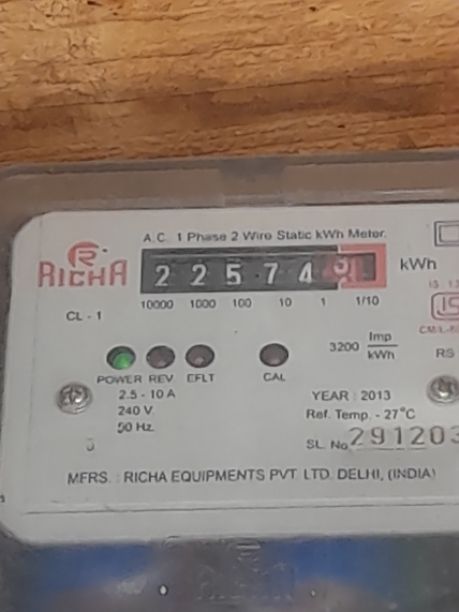 A.C. 1 Phase 2 Wire Static kWh Meter.
RICHA
2 2 5 7 4
kWh
10000 1000 100 10 1 1/10
CL - 1
3200 Imp/kWh
POWER REV EFLT CAL
RS
2.5 - 10 A
240 V
50 Hz
YEAR : 2013
Ref. Temp. - 27°C
SL. No. 291203
MFRS. : RICHA EQUIPMENTS PVT. LTD. DELHI, (INDIA)